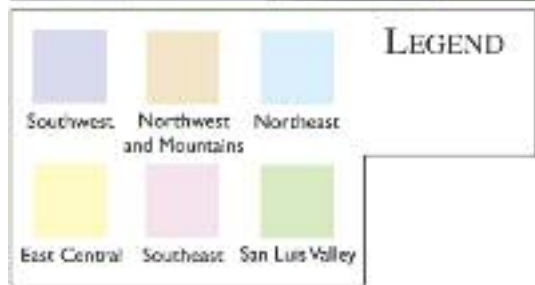 LEGEND
Southwest
Northwest
and Mountains
Northeast
East Central
Southeast
San Luis Valley